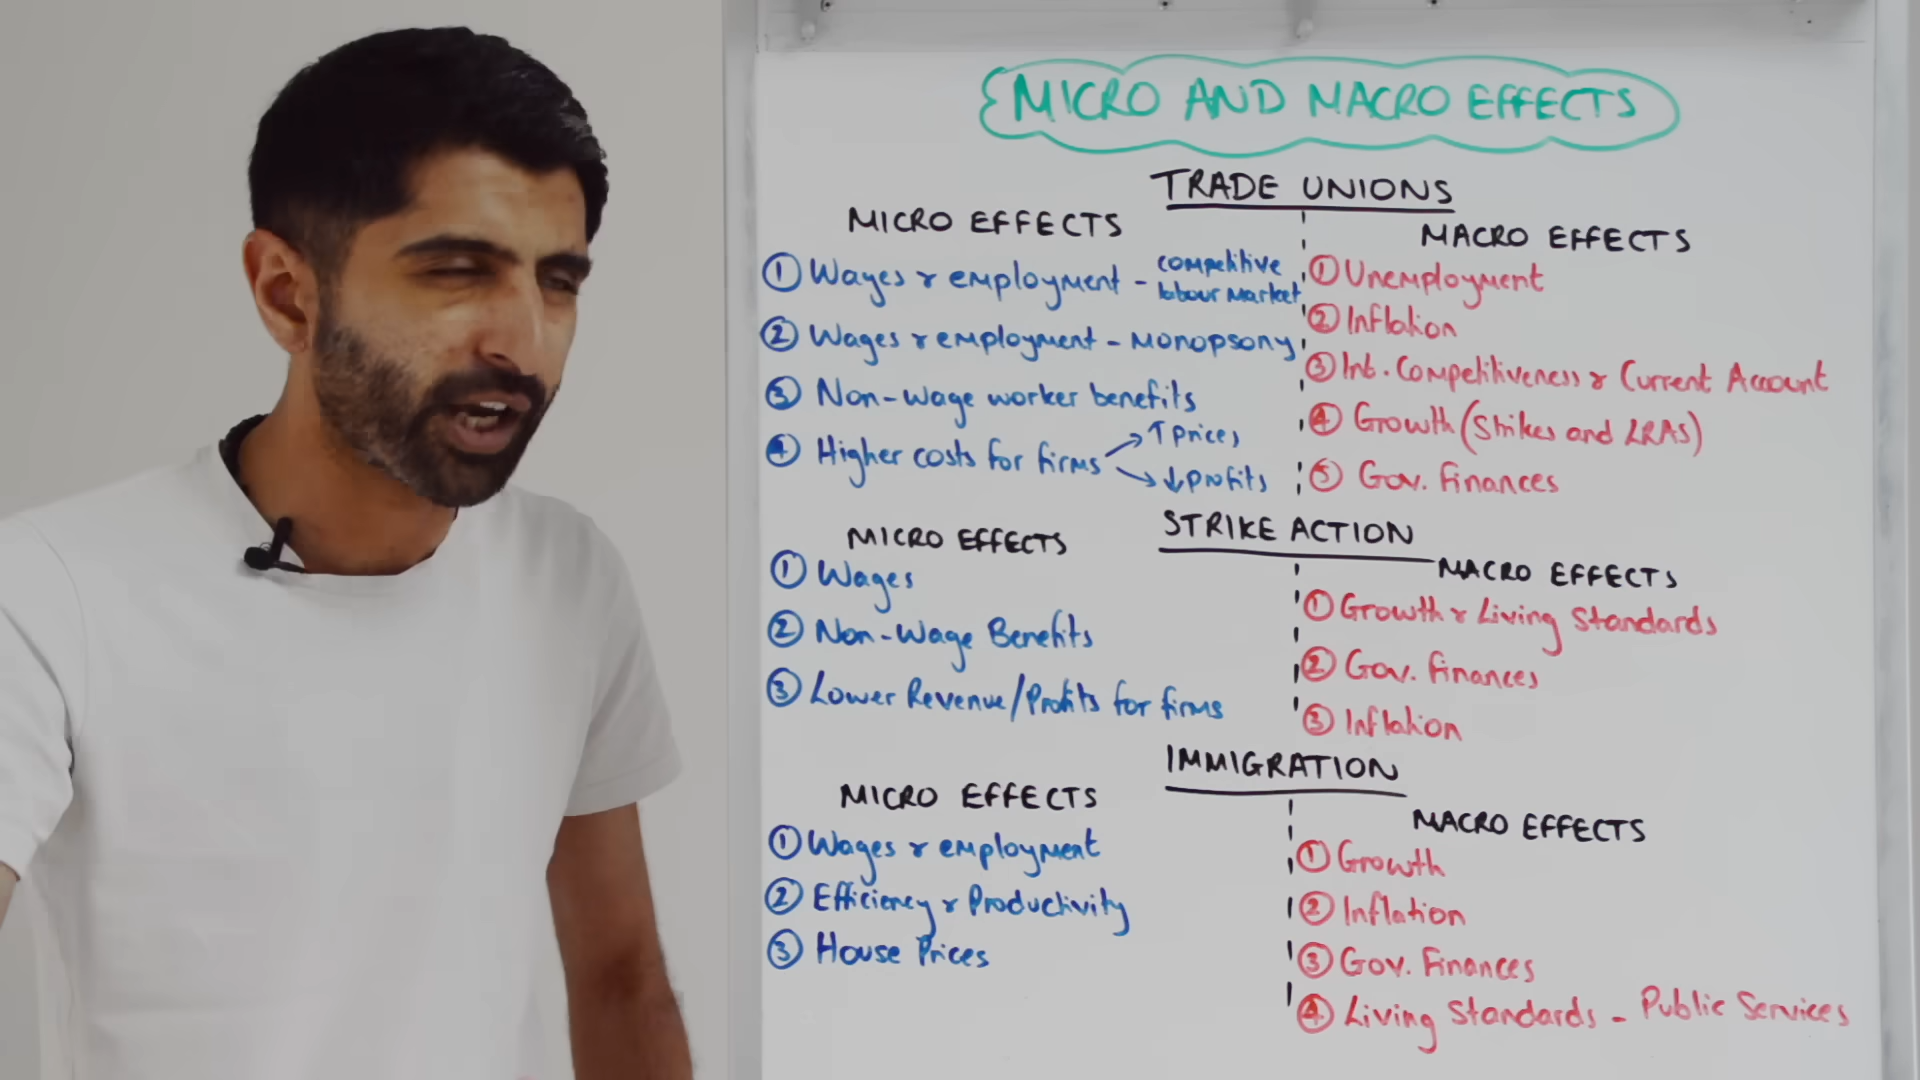 MICRO AND MACRO EFFECTS
TRADE UNIONS
MICRO EFFECTS
① Wages & employment - competitive labour market
② Wages & employment - Monopsony
③ Non-wage worker benefits
④ Higher costs for firms
↑ prices
↓ profits
MACRO EFFECTS
① Unemployment
② Inflation
③ Int. Competitiveness & Current Account
④ Growth (Strikes and LRAS)
⑤ Gov. Finances
STRIKE ACTION
MICRO EFFECTS
① Wages
② Non-Wage Benefits
③ Lower Revenue/Profits for firms
MACRO EFFECTS
① Growth & Living Standards
② Gov. Finances
③ Inflation
IMMIGRATION
MICRO EFFECTS
① Wages & employment
② Efficiency & Productivity
③ House Prices
MACRO EFFECTS
① Growth
② Inflation
③ Gov. Finances
④ Living Standards - Public Services